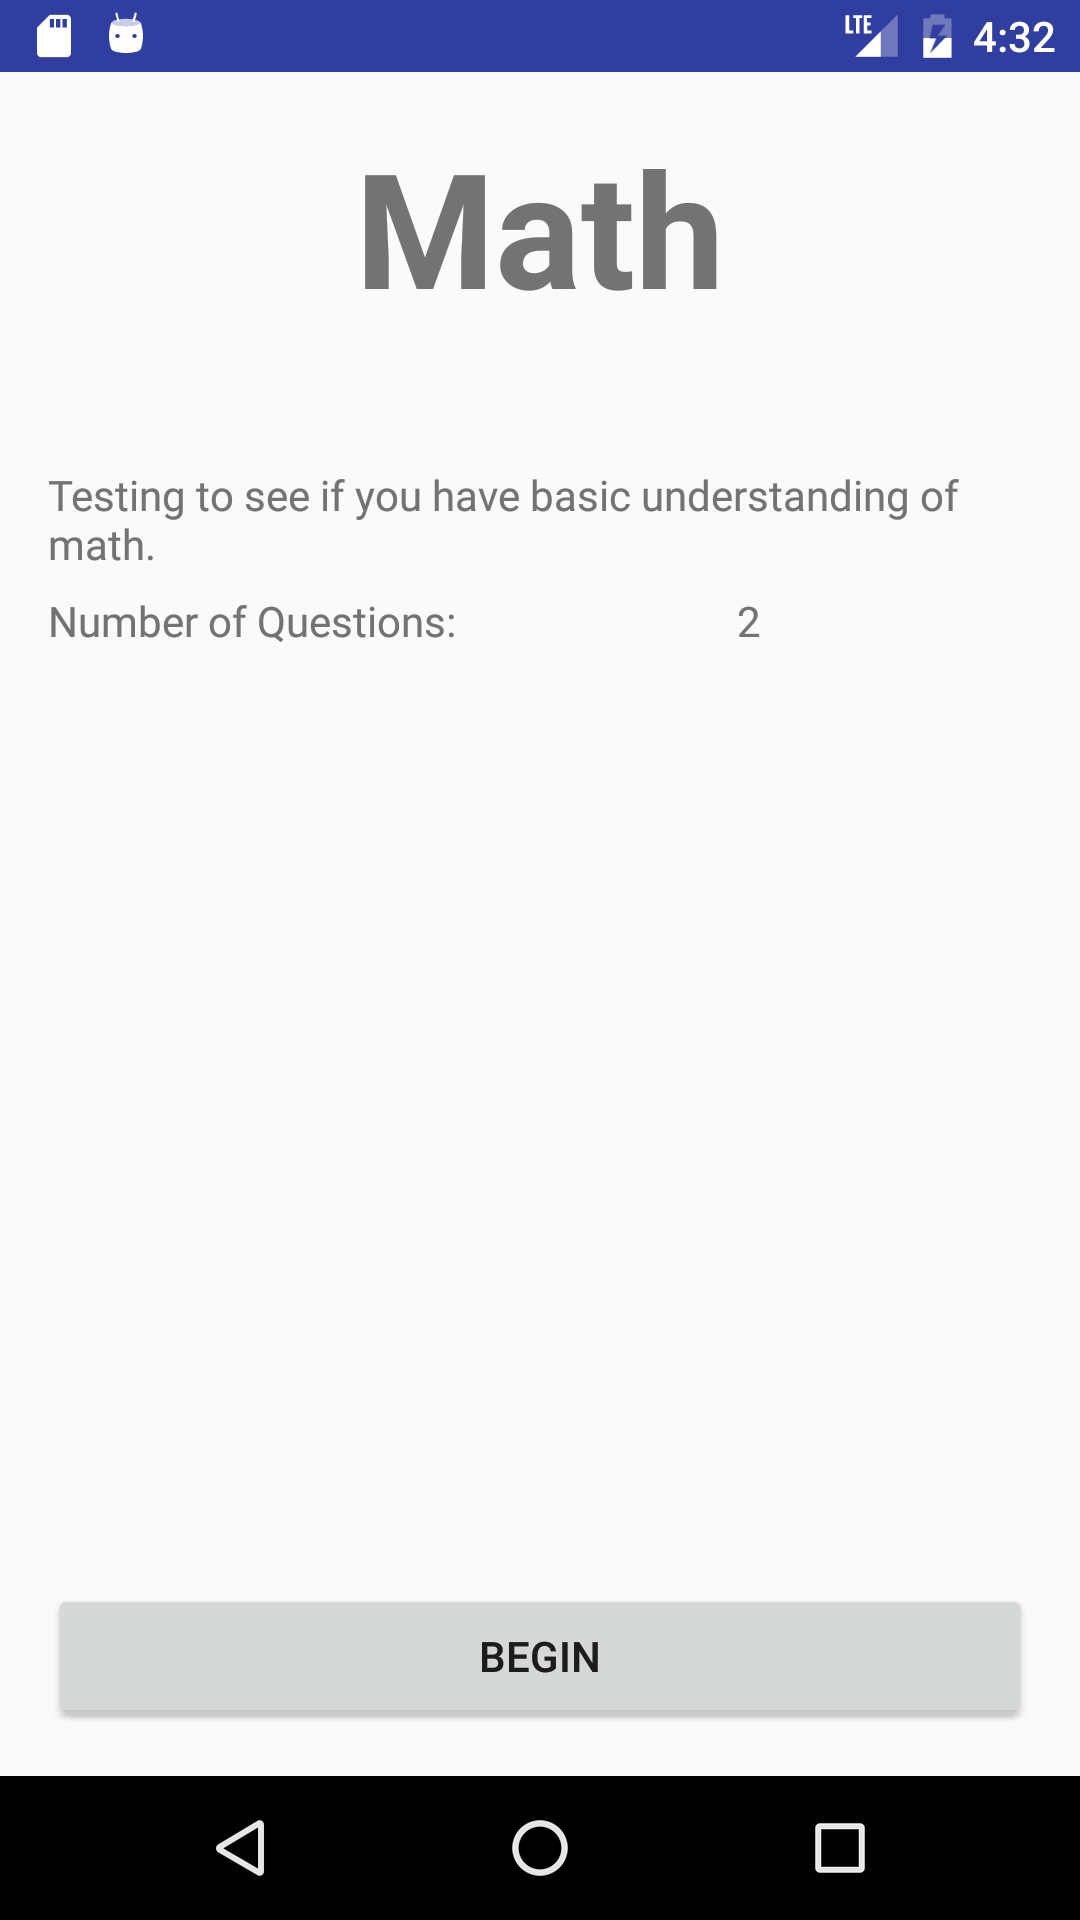 LTE 4:32
Math
Testing to see if you have basic understanding of
math.
Number of Questions: 2
BEGIN